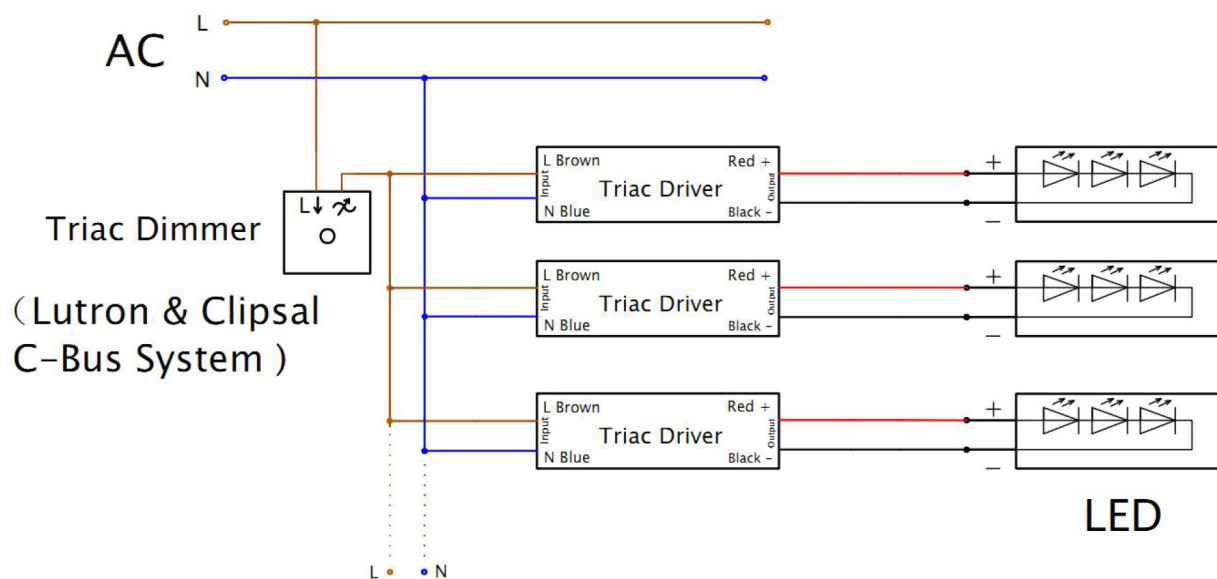 L
AC
N
L Brown
Red +
Input
Triac Driver
Output
N Blue
Black -
+
−
L
Triac Dimmer
(Lutron & Clipsal
C-Bus System )
L Brown
Red +
Input
Triac Driver
Output
N Blue
Black -
+
−
L Brown
Red +
Input
Triac Driver
Output
N Blue
Black -
+
−
LED
L
N